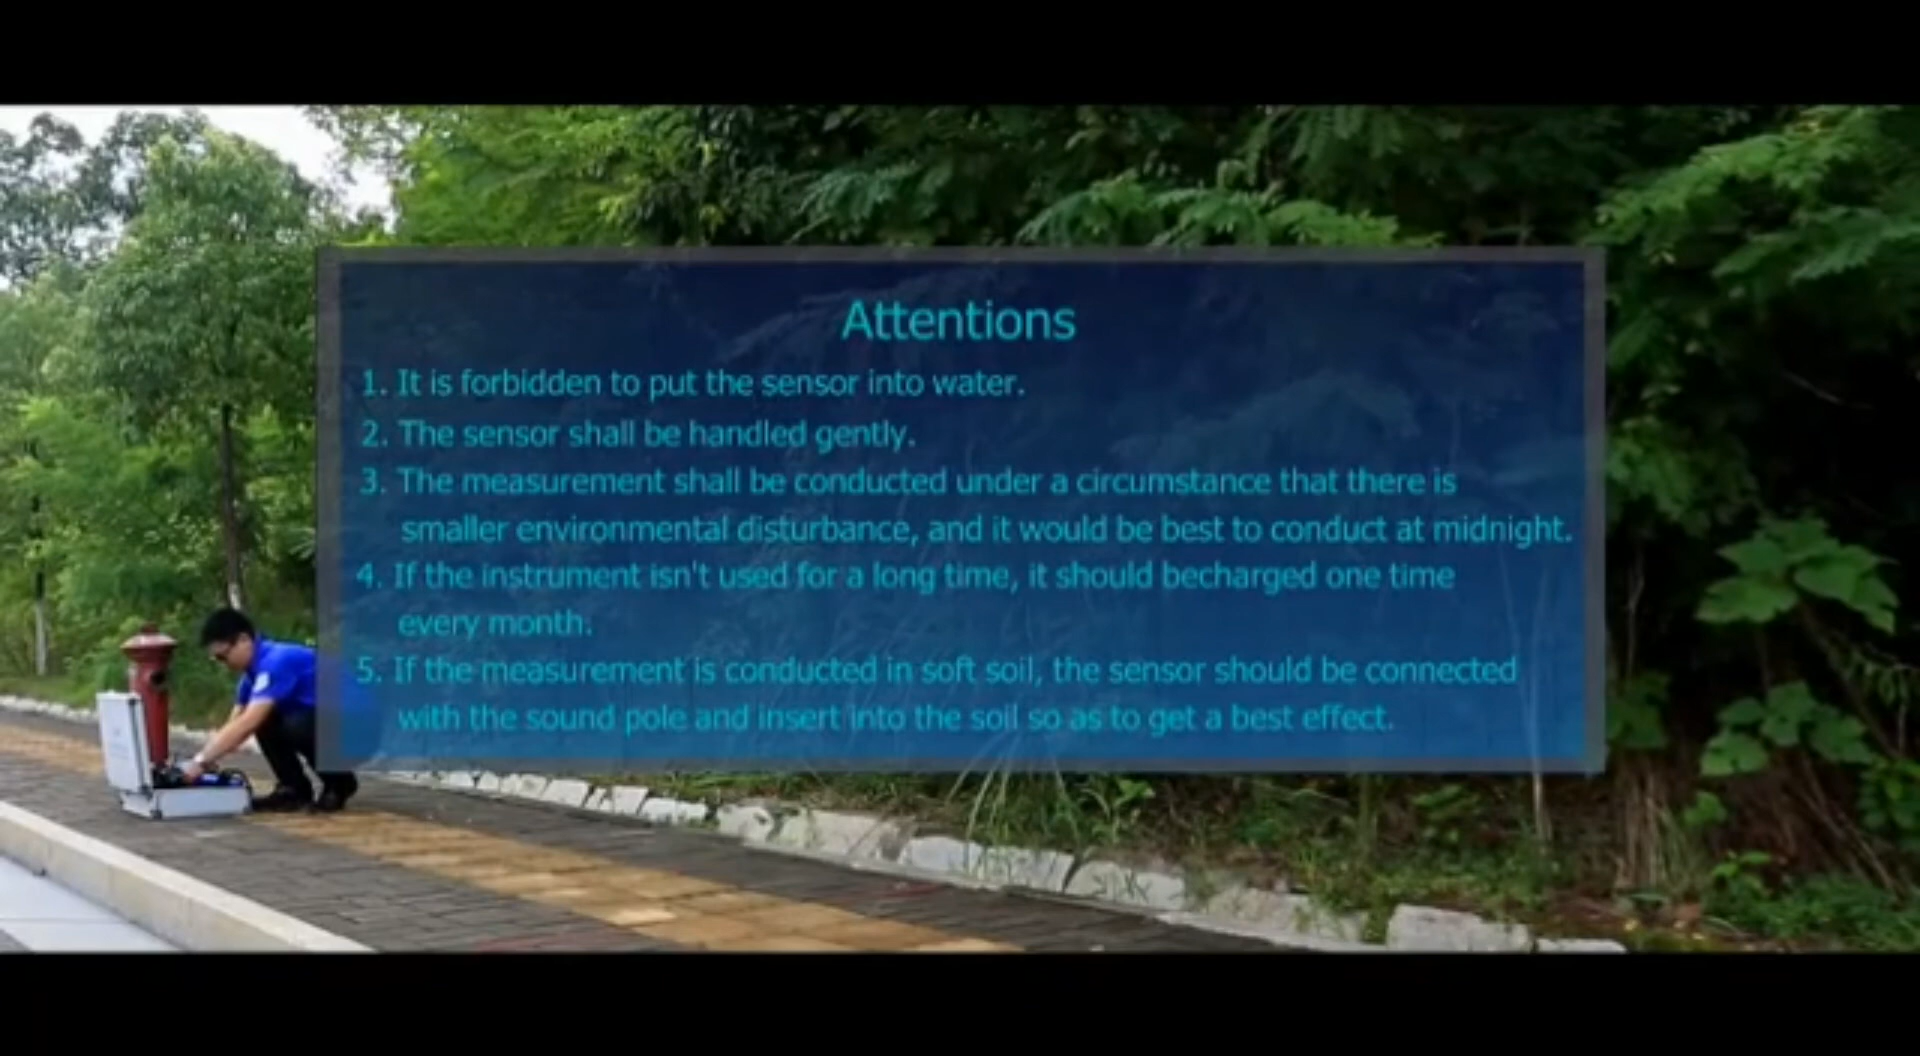 Attentions
1. It is forbidden to put the sensor into water.
2. The sensor shall be handled gently.
3. The measurement shall be conducted under a circumstance that there is
smaller environmental disturbance, and it would be best to conduct at midnight.
4. If the instrument isn't used for a long time, it should becharged one time
every month.
5. If the measurement is conducted in soft soil, the sensor should be connected
with the sound pole and insert into the soil so as to get a best effect.